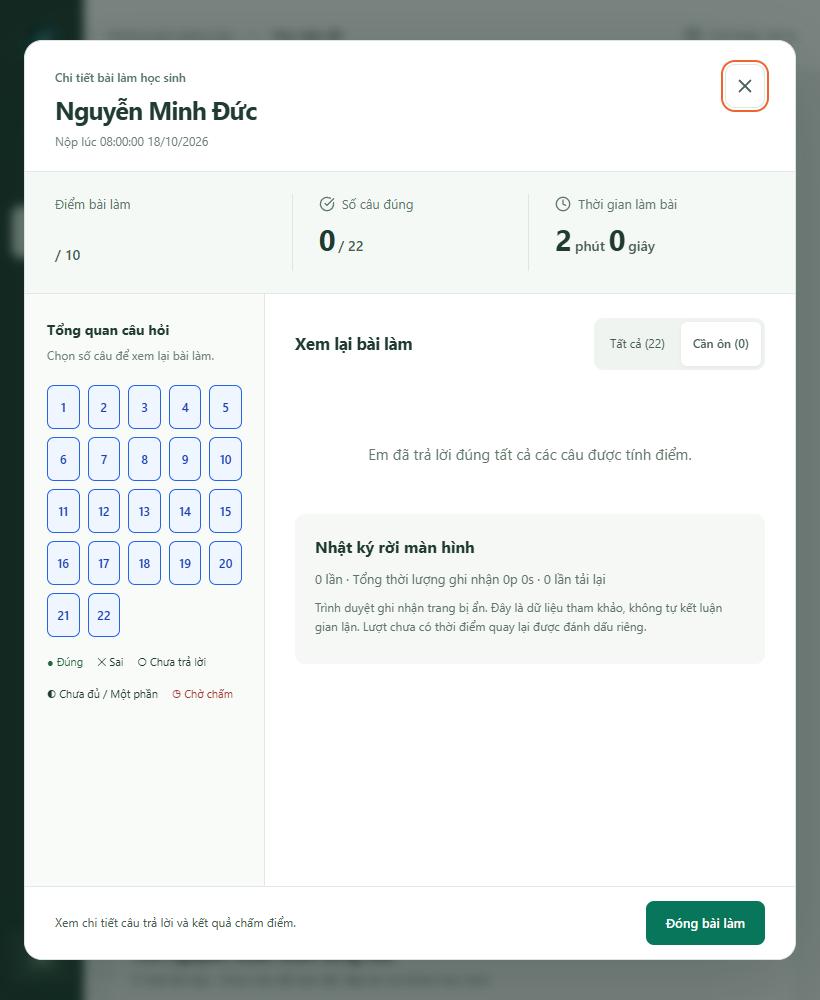 Chi tiết bài làm học sinh
Nguyễn Minh Đức
Nộp lúc 08:00:00 18/10/2026
Điểm bài làm
/ 10
Số câu đúng
0 / 22
Thời gian làm bài
2 phút 0 giây
Tổng quan câu hỏi
Chọn số câu để xem lại bài làm.
1 2 3 4 5
6 7 8 9 10
11 12 13 14 15
16 17 18 19 20
21 22
Đúng Sai Chưa trả lời
Chưa đủ / Một phần Chờ chấm
Xem lại bài làm
Tất cả (22) Cần ôn (0)
Em đã trả lời đúng tất cả các câu được tính điểm.
Nhật ký rời màn hình
0 lần · Tổng thời lượng ghi nhận 0p 0s · 0 lần tải lại
Trình duyệt ghi nhận trang bị ẩn. Đây là dữ liệu tham khảo, không tự kết luận
gian lận. Lượt chưa có thời điểm quay lại được đánh dấu riêng.
Xem chi tiết câu trả lời và kết quả chấm điểm.
Đóng bài làm